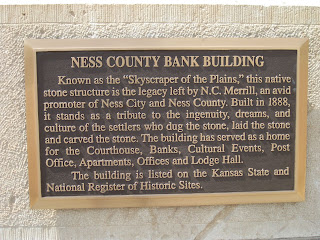 NESS COUNTY BANK BUILDING
Known as the "Skyscraper of the Plains," this native
stone structure is the legacy left by N.C. Merrill, an avid
promoter of Ness City and Ness County. Built in 1888,
it stands as a tribute to the ingenuity, dreams, and
culture of the settlers who dog the stone, laid the stone
and carved the stone. The building has served as a home
for the Courthouse, Banks, Cultural Events, Post
Office, Apartments, Offices and Lodge Hall.
The building is listed on the Kansas State and
National Register of Historic Sites.